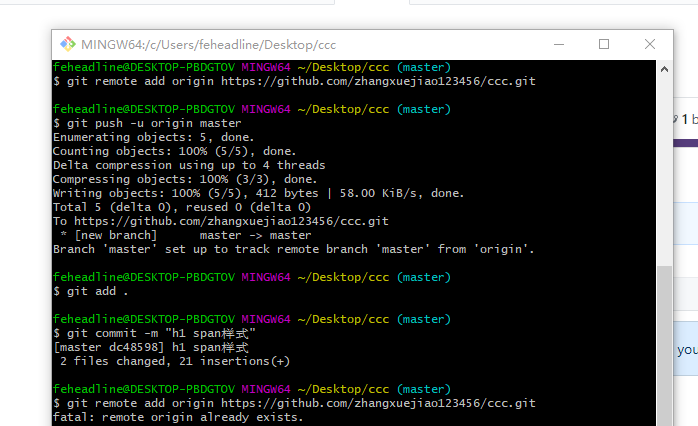 MINGW64:/c/Users/feheadline/Desktop/ccc
feheadline@DESKTOP-PBDGTOV MINGW64 ~/Desktop/ccc (master)
$ git remote add origin https://github.com/zhangxuejiao123456/ccc.git
feheadline@DESKTOP-PBDGTOV MINGW64 ~/Desktop/ccc (master)
$ git push -u origin master
Enumerating objects: 5, done.
Counting objects: 100% (5/5), done.
Delta compression using up to 4 threads
Compressing objects: 100% (3/3), done.
Writing objects: 100% (5/5), 412 bytes | 58.00 KiB/s, done.
Total 5 (delta 0), reused 0 (delta 0)
To https://github.com/zhangxuejiao123456/ccc.git
 * [new branch]      master -> master
Branch 'master' set up to track remote branch 'master' from 'origin'.
feheadline@DESKTOP-PBDGTOV MINGW64 ~/Desktop/ccc (master)
$ git add .
feheadline@DESKTOP-PBDGTOV MINGW64 ~/Desktop/ccc (master)
$ git commit -m "h1 span样式"
[master dc48598] h1 span样式
 2 files changed, 21 insertions(+)
feheadline@DESKTOP-PBDGTOV MINGW64 ~/Desktop/ccc (master)
$ git remote add origin https://github.com/zhangxuejiao123456/ccc.git
fatal: remote origin already exists.
1 b
you